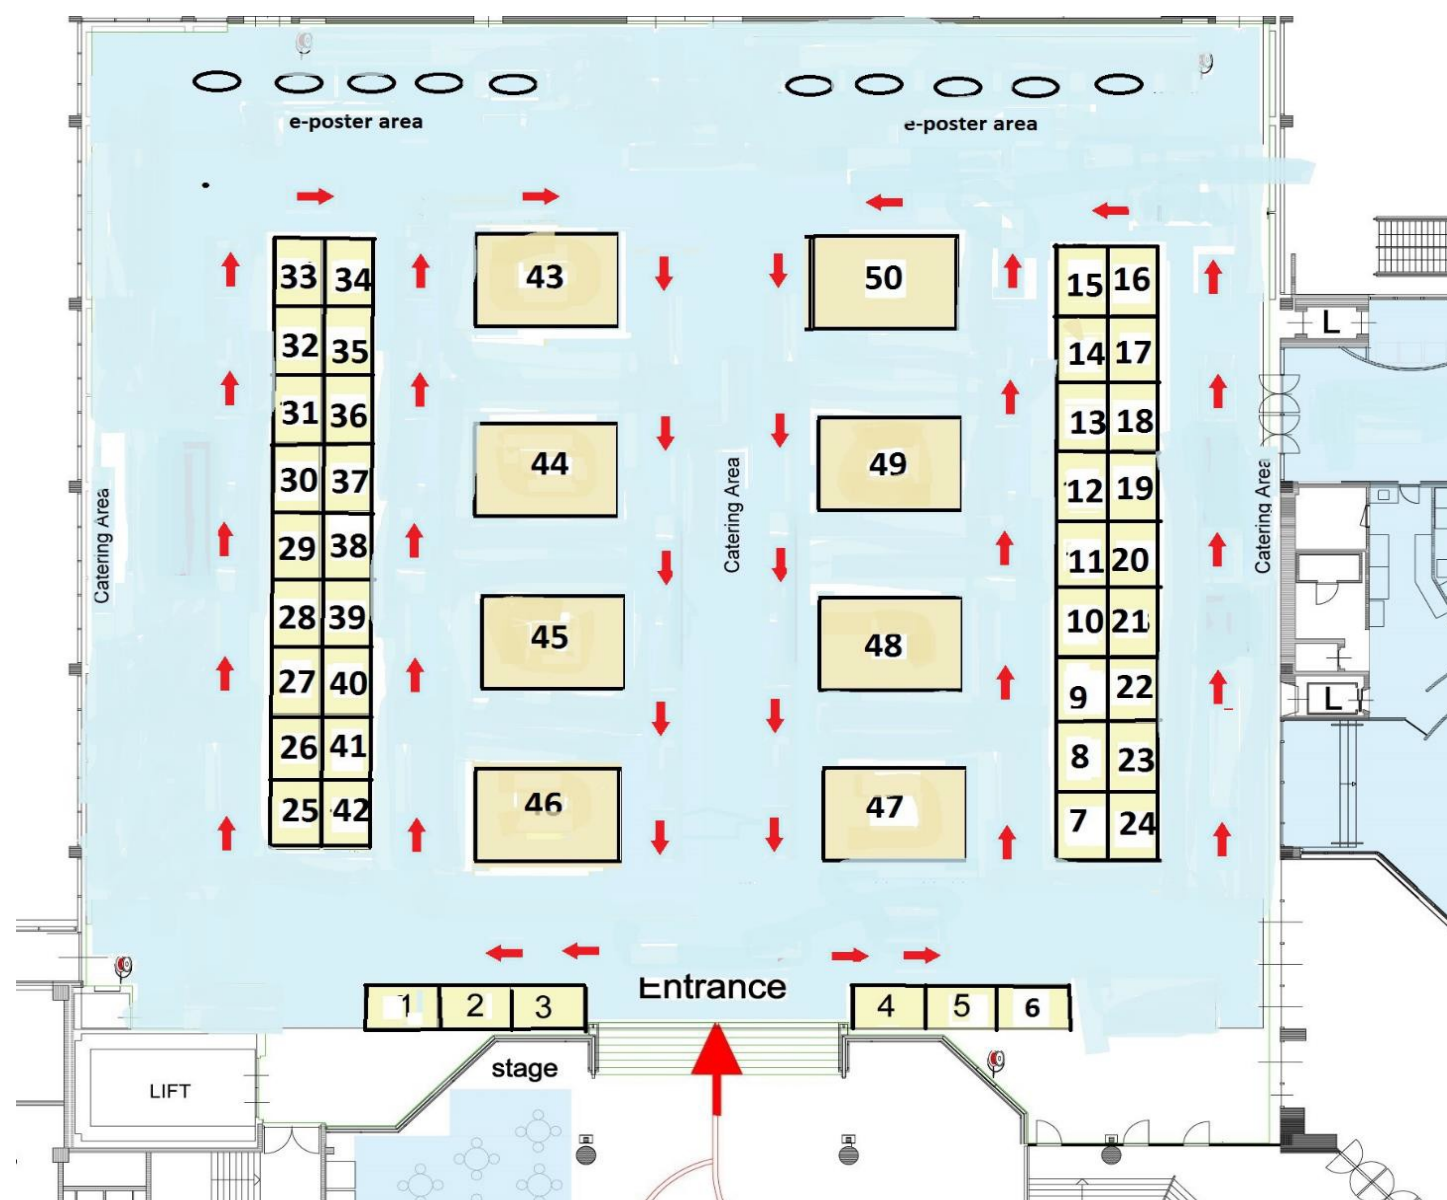 e-poster area
e-poster area
33 34
43
50
15 16
L
32 35
14 17
31 36
13 18
44
49
30 37
12 19
Catering Area
Catering Area
Catering Area
29 38
11 20
28 39
10 21
45
48
27 40
9 22
L
26 41
8 23
25 42
46
47
7 24
Entrance
1 2 3
4 5 6
stage
LIFT